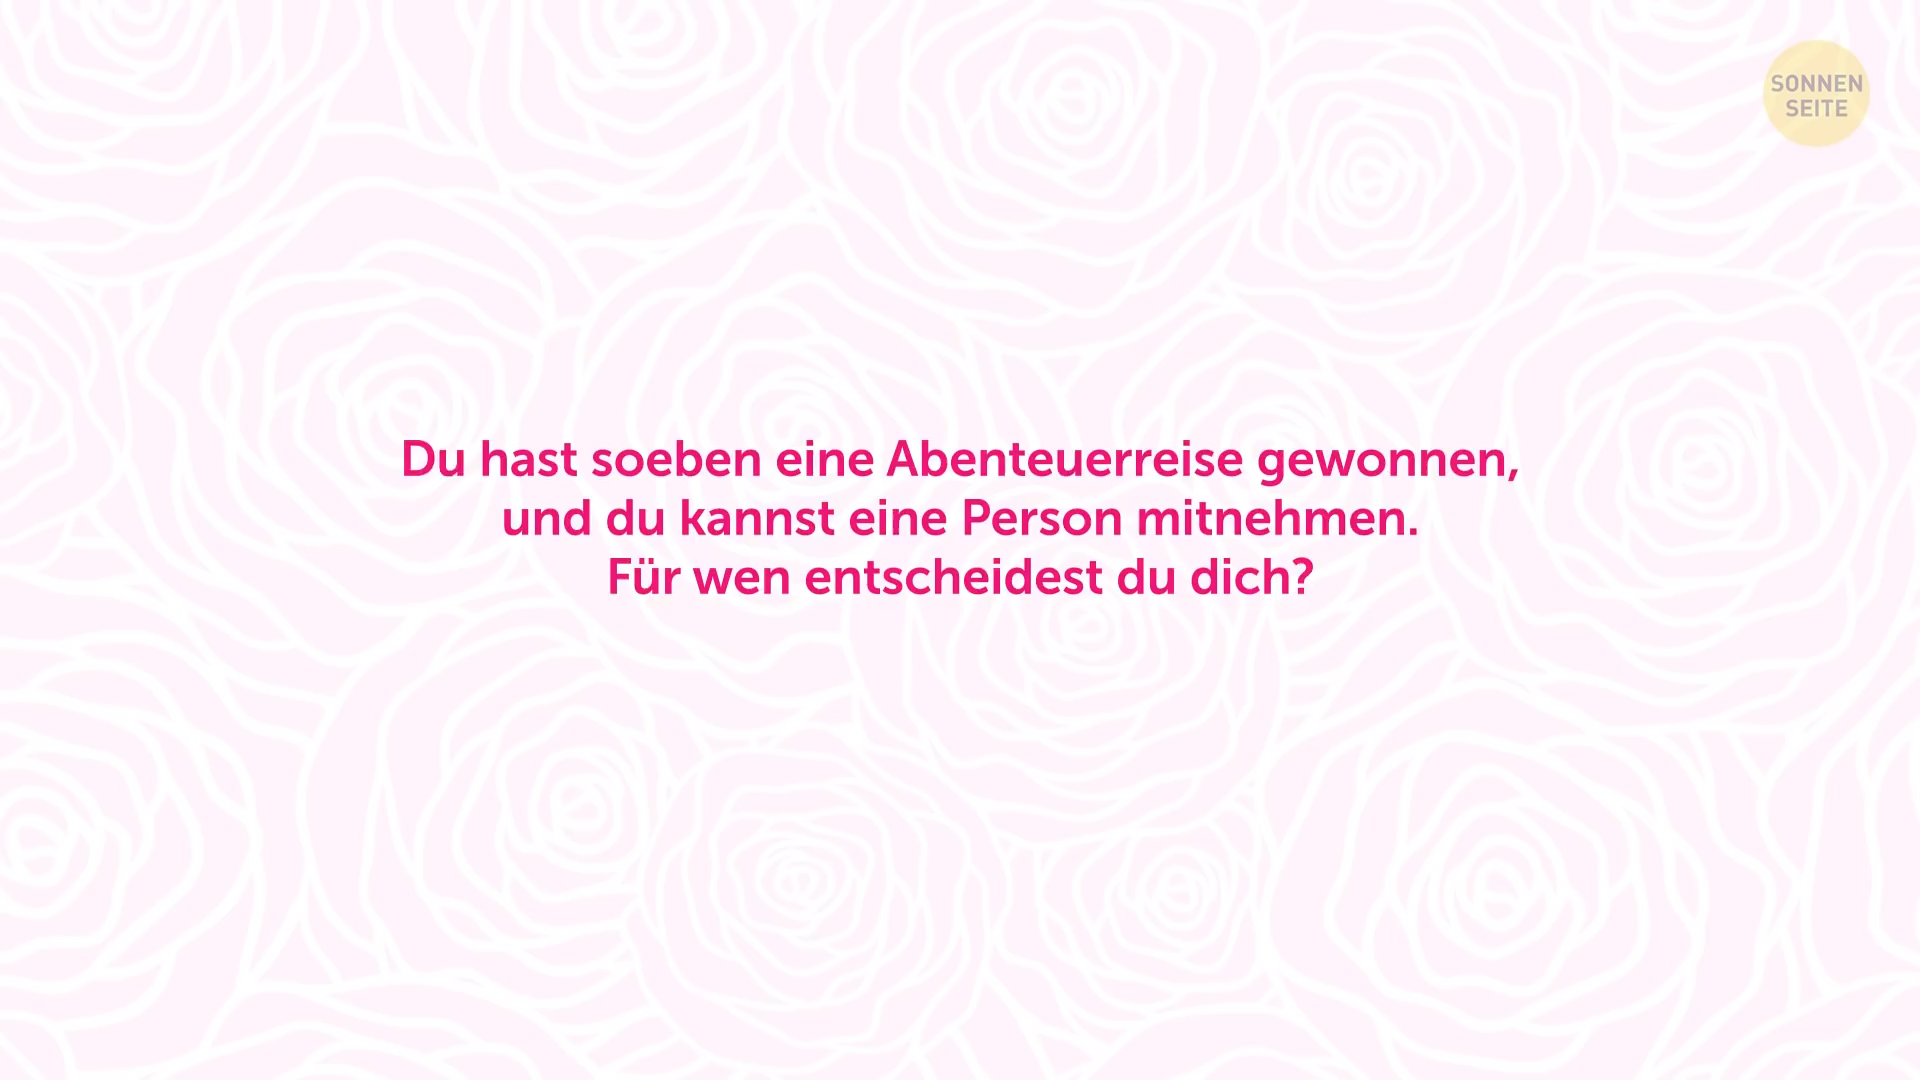 SONNEN
SEITE
Du hast soeben eine Abenteuerreise gewonnen,
und du kannst eine Person mitnehmen.
Für wen entscheidest du dich?